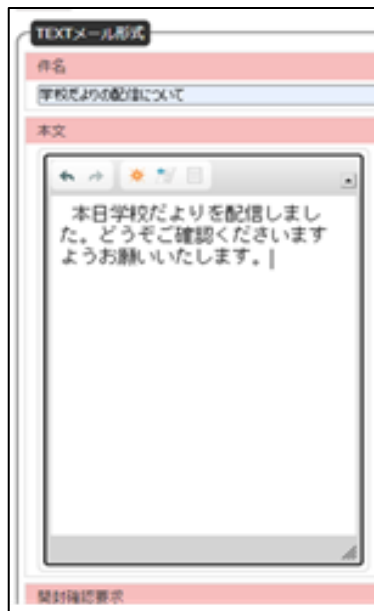 TEXTメール形式
件名
学校だよりの配信について
本文
本日学校だよりを配信しまし
た。どうぞご確認くださいます
ようお願いいたします。
開封確認要求